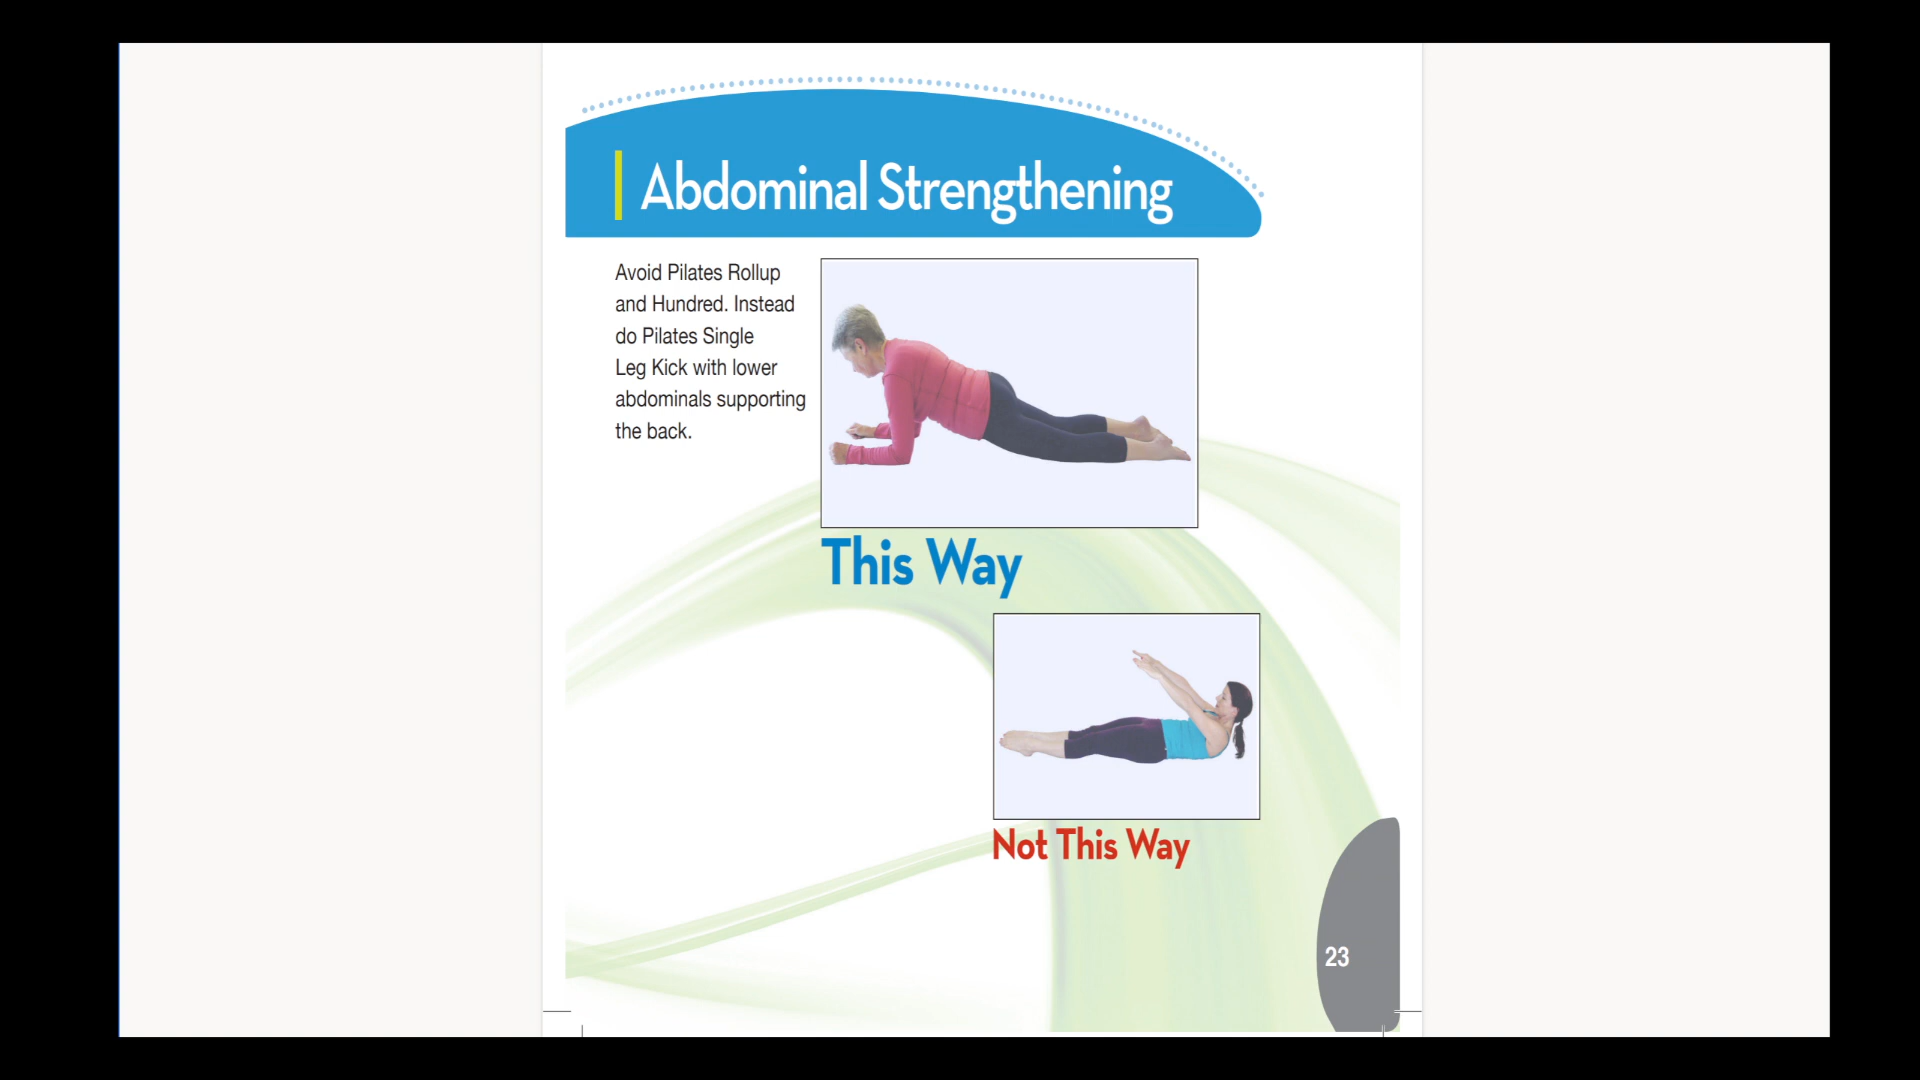 Abdominal Strengthening
Avoid Pilates Rollup
and Hundred. Instead
do Pilates Single
Leg Kick with lower
abdominals supporting
the back.
This Way
Not This Way
23